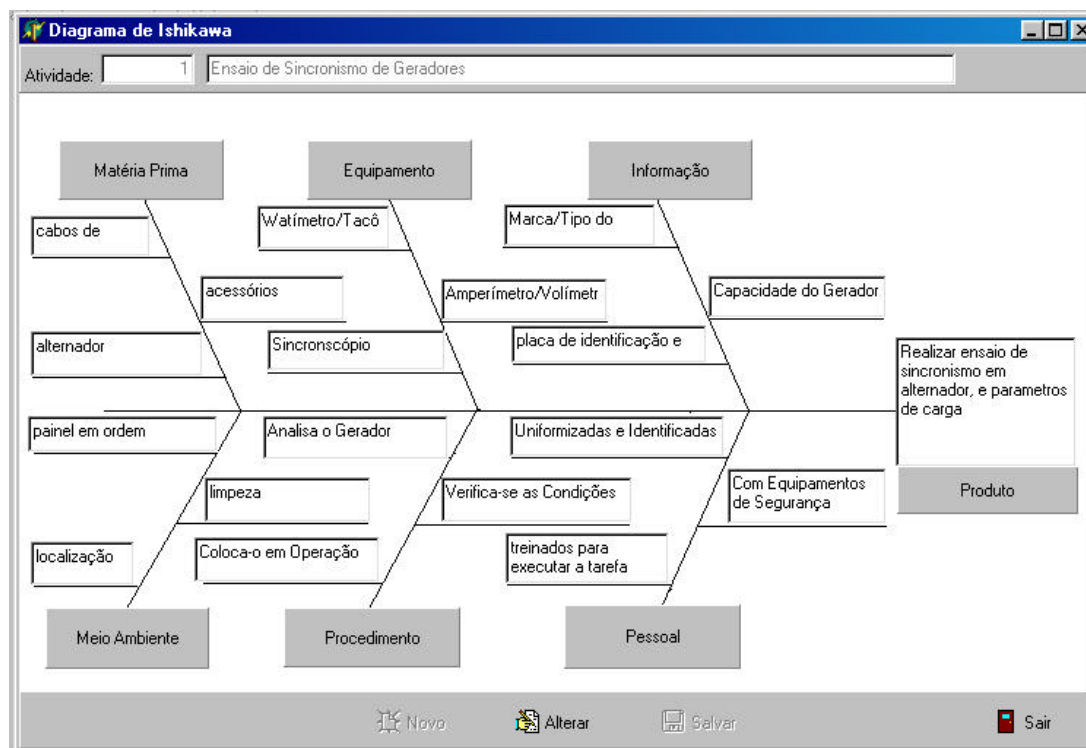 Diagrama de Ishikawa
Atividade: 1 Ensaio de Sincronismo de Geradores
Matéria Prima
Equipamento
Informação
cabos de
Watímetro/Tacô
Marca/Tipo do
acessórios
Amperímetro/Volímetr
Capacidade do Gerador
alternador
Sincronscópio
placa de identificação e
Realizar ensaio de
sincronismo em
alternador, e parametros
de carga
Produto
painel em ordem
Analisa o Gerador
Uniformizadas e Identificadas
limpeza
Verifica-se as Condições
Com Equipamentos
de Segurança
localização
Coloca-o em Operação
treinados para
executar a tarefa
Meio Ambiente
Procedimento
Pessoal
Novo
Alterar
Salvar
Sair